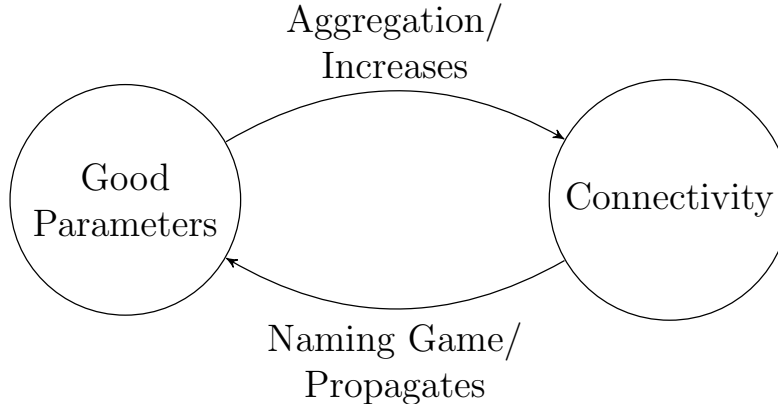 Aggregation/
Increases
Good
Parameters
Connectivity
Naming Game/
Propagates